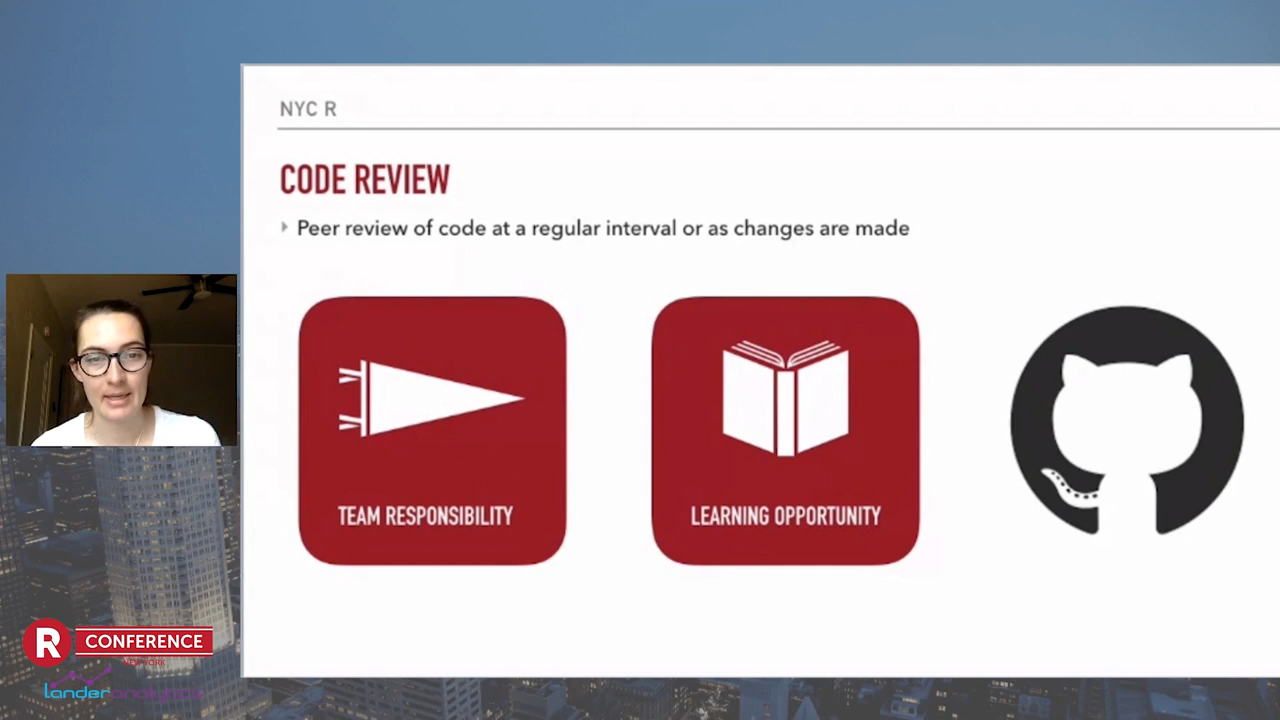 NYC R
CODE REVIEW
Peer review of code at a regular interval or as changes are made
TEAM RESPONSIBILITY
LEARNING OPPORTUNITY
R CONFERENCE
NEW YORK
lander analytics